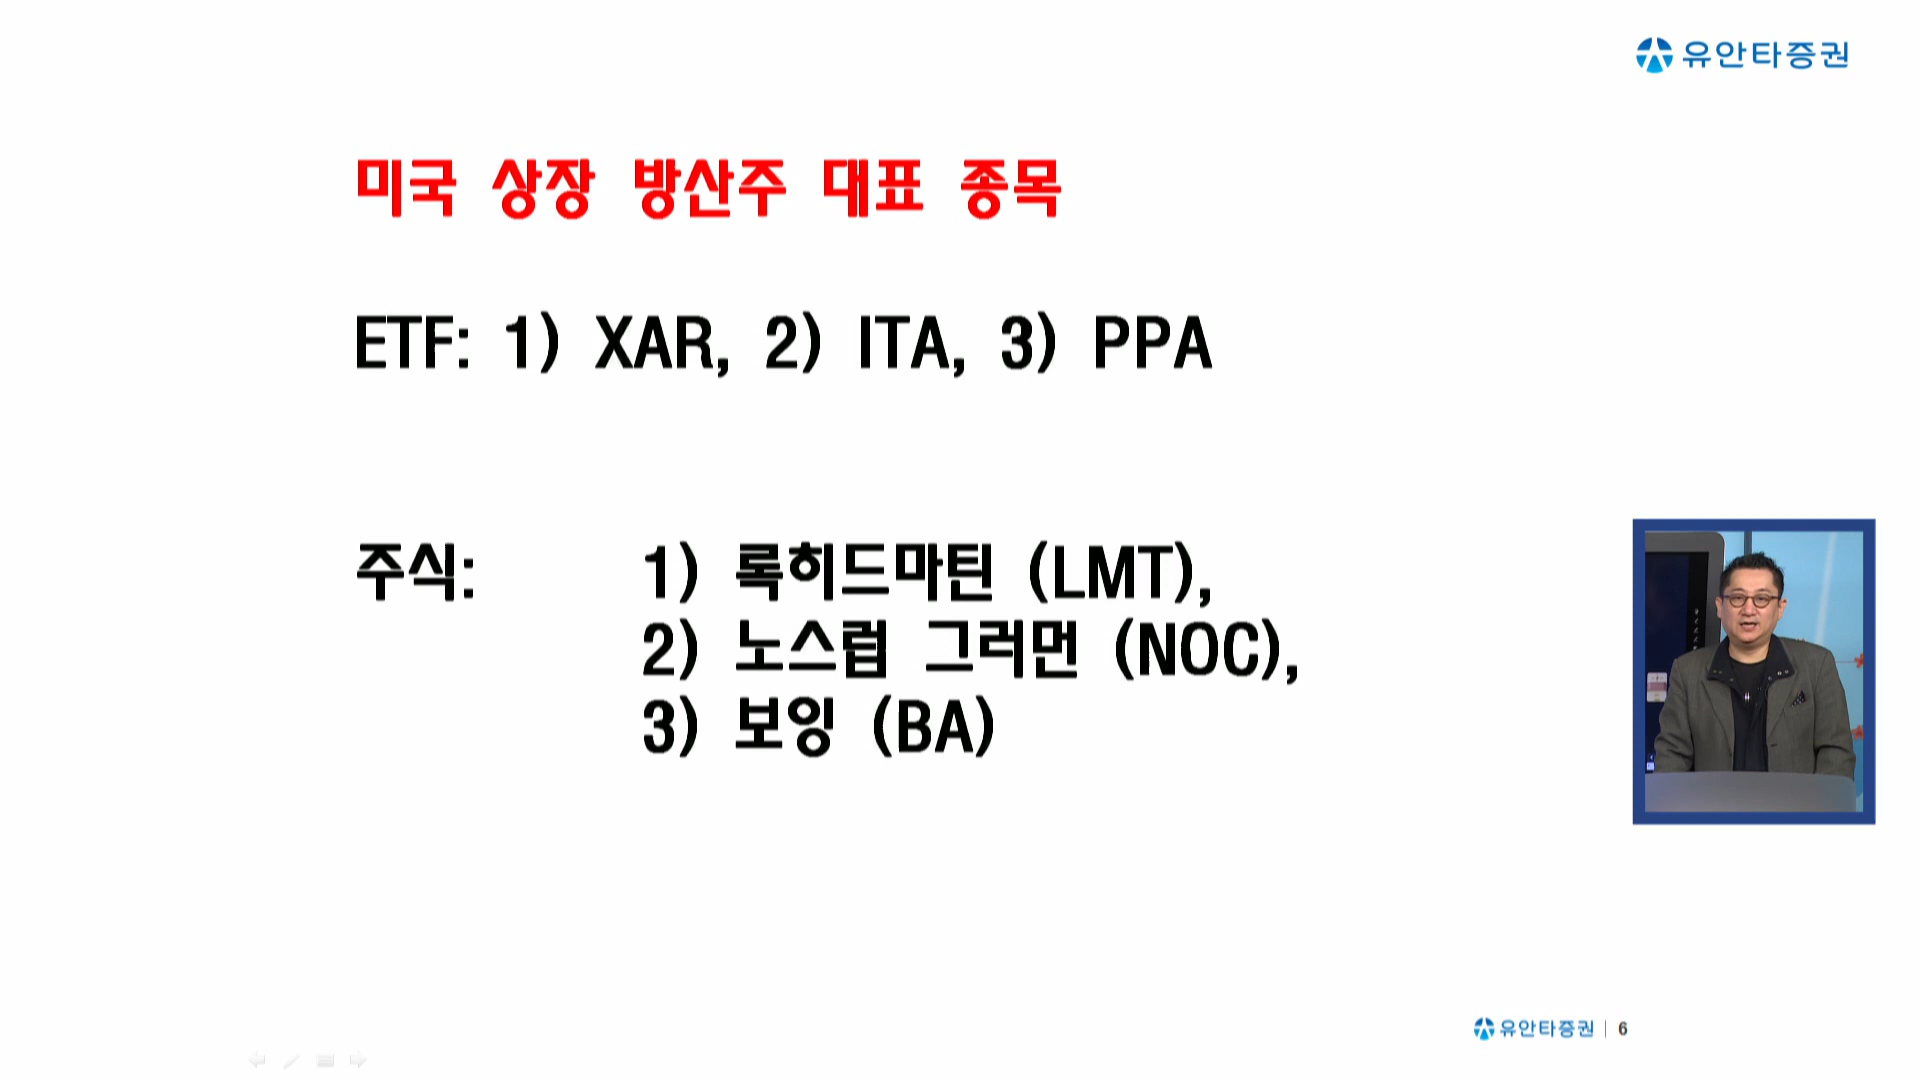 유안타증권
미국 상장 방산주 대표 종목
ETF: 1) XAR, 2) ITA, 3) PPA
주식: 1) 록히드마틴 (LMT),
2) 노스럽 그러먼 (NOC),
3) 보잉 (BA)
유안타증권 | 6